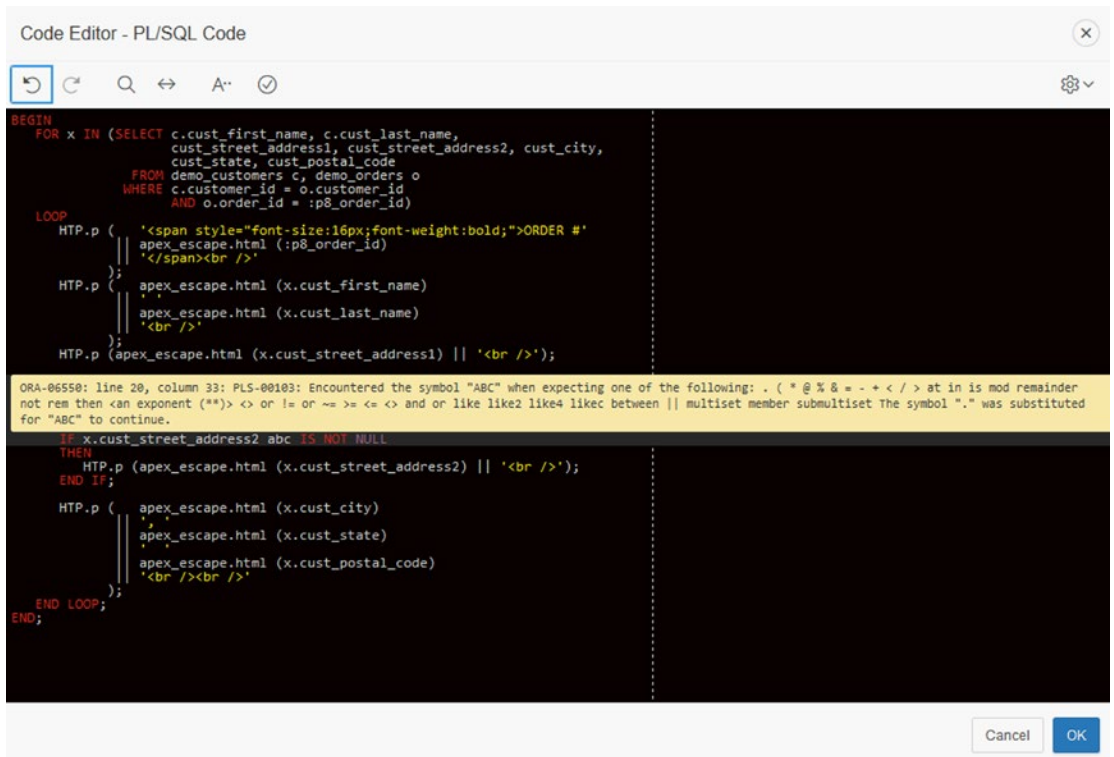 Code Editor - PL/SQL Code
A
BEGIN
FOR x IN (SELECT c.cust_first_name, c.cust_last_name,
cust_street_address1, cust_street_address2, cust_city,
cust_state, cust_postal_code
FROM demo_customers c, demo_orders o
WHERE c.customer_id = o.customer_id
AND o.order_id = :p8_order_id)
LOOP
HTP.p ( '<span style="font-size:16px;font-weight:bold;">ORDER #'
|| apex_escape.html (:p8_order_id)
|| '</span><br />'
);
HTP.p ( apex_escape.html (x.cust_first_name)
|| ' '
|| apex_escape.html (x.cust_last_name)
|| '<br />'
);
HTP.p (apex_escape.html (x.cust_street_address1) || '<br />');
ORA-06550: line 20, column 33: PLS-00103: Encountered the symbol "ABC" when expecting one of the following: . ( * @ % & = - + < / > at in is mod remainder
not rem then <an exponent (**)> <> or != or ~= >= <= <> and or like like2 like4 likec between || multiset member submultiset The symbol "." was substituted
for "ABC" to continue.
IF x.cust_street_address2 abc IS NOT NULL
THEN
HTP.p (apex_escape.html (x.cust_street_address2) || '<br />');
END IF;
HTP.p ( apex_escape.html (x.cust_city)
|| ', '
|| apex_escape.html (x.cust_state)
|| '  '
|| apex_escape.html (x.cust_postal_code)
|| '<br /><br />'
);
END LOOP;
END;
Cancel
OK